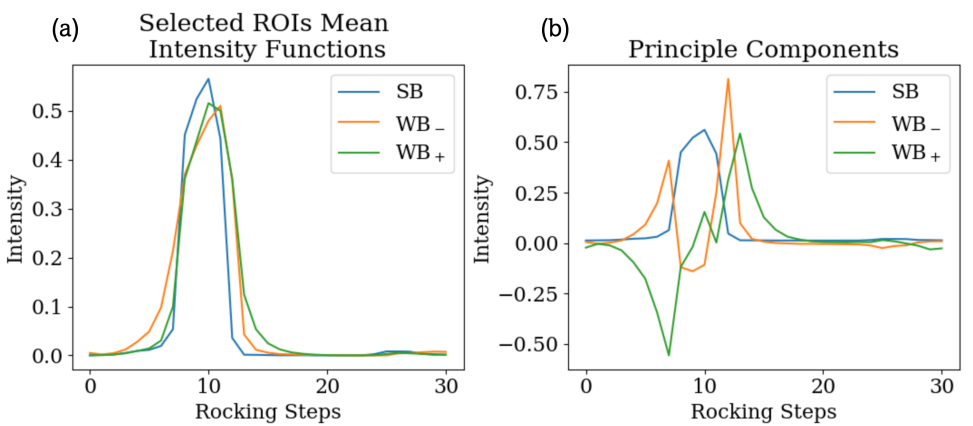 (a)
Selected ROIs Mean
Intensity Functions
SB
WB_
WB+
0.5
0.4
0.3
0.2
0.1
0.0
Intensity
0 10 20 30
Rocking Steps
(b)
Principle Components
SB
WB_
WB+
0.75
0.50
0.25
0.00
−0.25
−0.50
Intensity
0 10 20 30
Rocking Steps